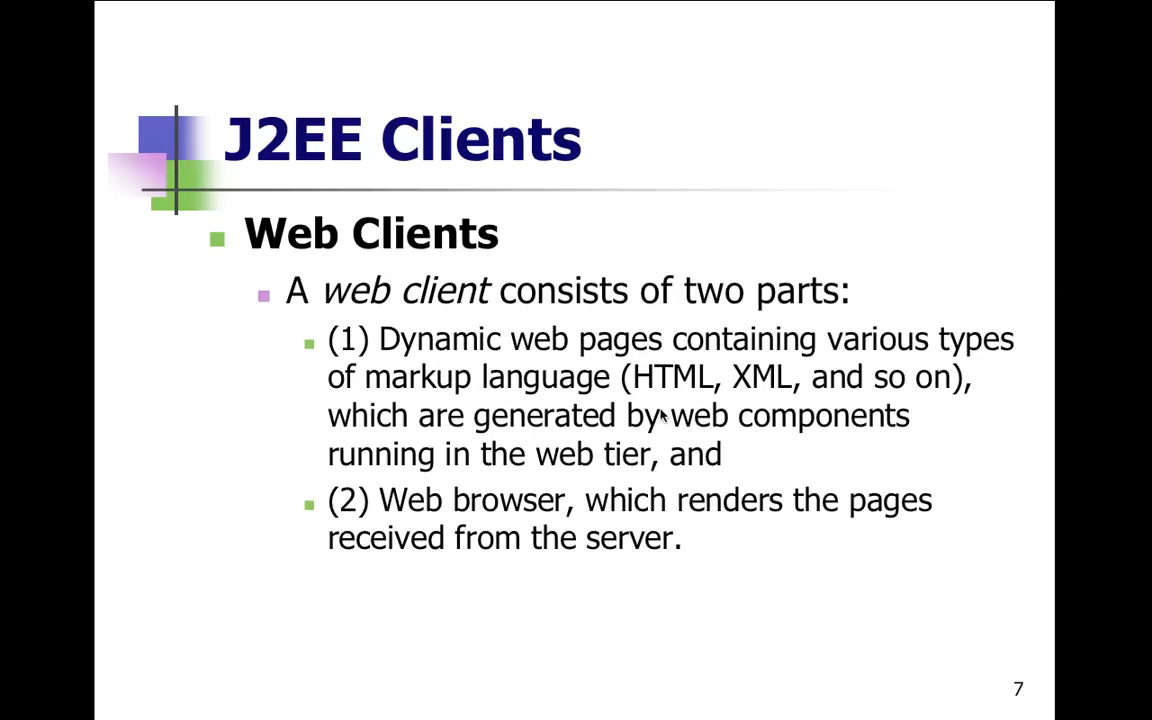 J2EE Clients
Web Clients
A web client consists of two parts:
(1) Dynamic web pages containing various types
of markup language (HTML, XML, and so on),
which are generated by web components
running in the web tier, and
(2) Web browser, which renders the pages
received from the server.
7